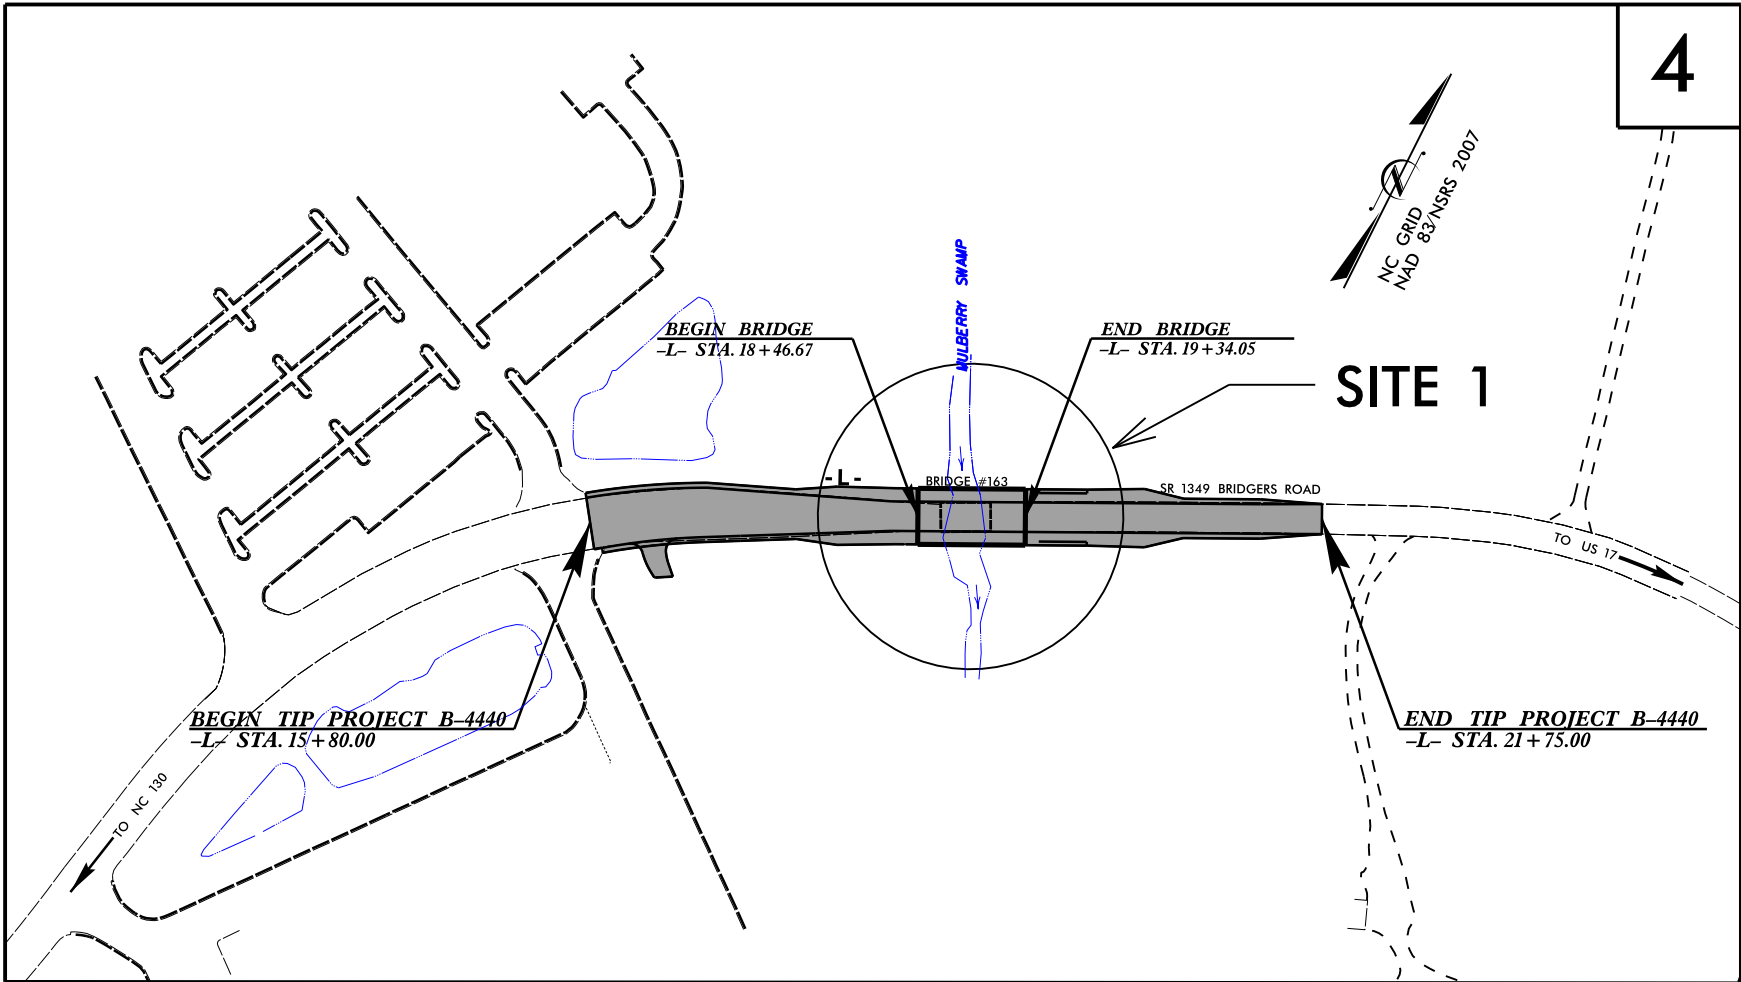 4
NC GRID
NAD 83/NSRS 2007
MULBERRY SWAMP
BEGIN BRIDGE
-L- STA. 18+46.67
END BRIDGE
-L- STA. 19+34.05
SITE 1
-L-
BRIDGE #163
SR 1349 BRIDGERS ROAD
TO US 17
BEGIN TIP PROJECT B-4440
-L- STA. 15+80.00
END TIP PROJECT B-4440
-L- STA. 21+75.00
TO NC 130